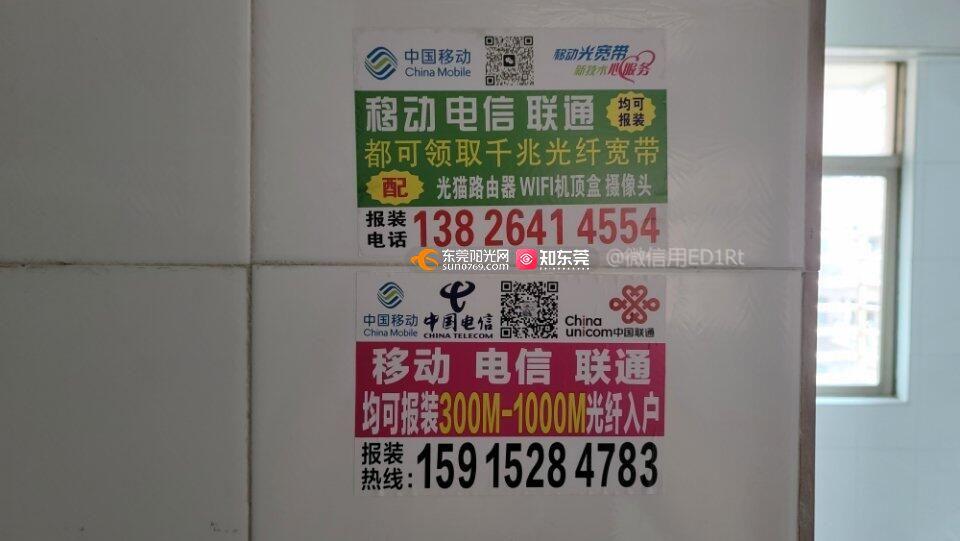 中国移动
China Mobile
移动光宽带
新技术心服务
移动 电信 联通
均可
报装
都可领取千兆光纤宽带
配
光猫路由器 WIFI机顶盒 摄像头
报装
电话
138 2641 4554
东莞阳光网
sun0769.com
知东莞
@微信用ED1Rt
中国移动
China Mobile
中国电信
CHINA TELECOM
China
unicom中国联通
移动 电信 联通
均可报装300M-1000M光纤入户
报装
热线:
159 1528 4783